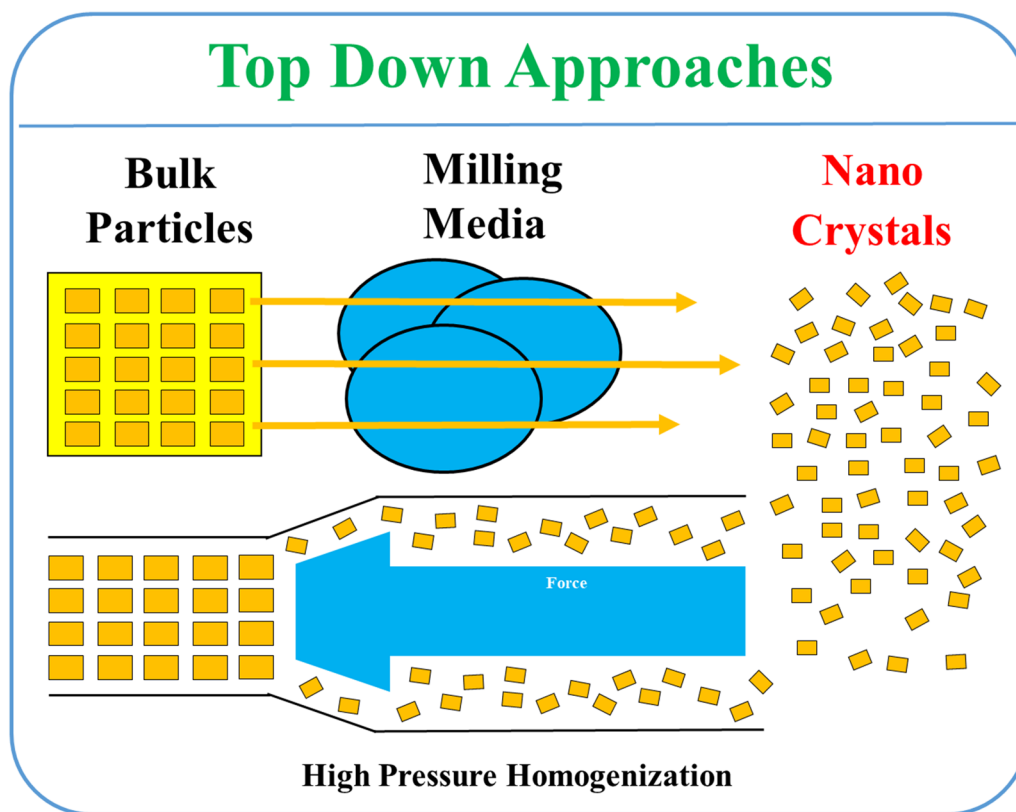 Top Down Approaches
Bulk
Particles
Milling
Media
Nano
Crystals
Force
High Pressure Homogenization